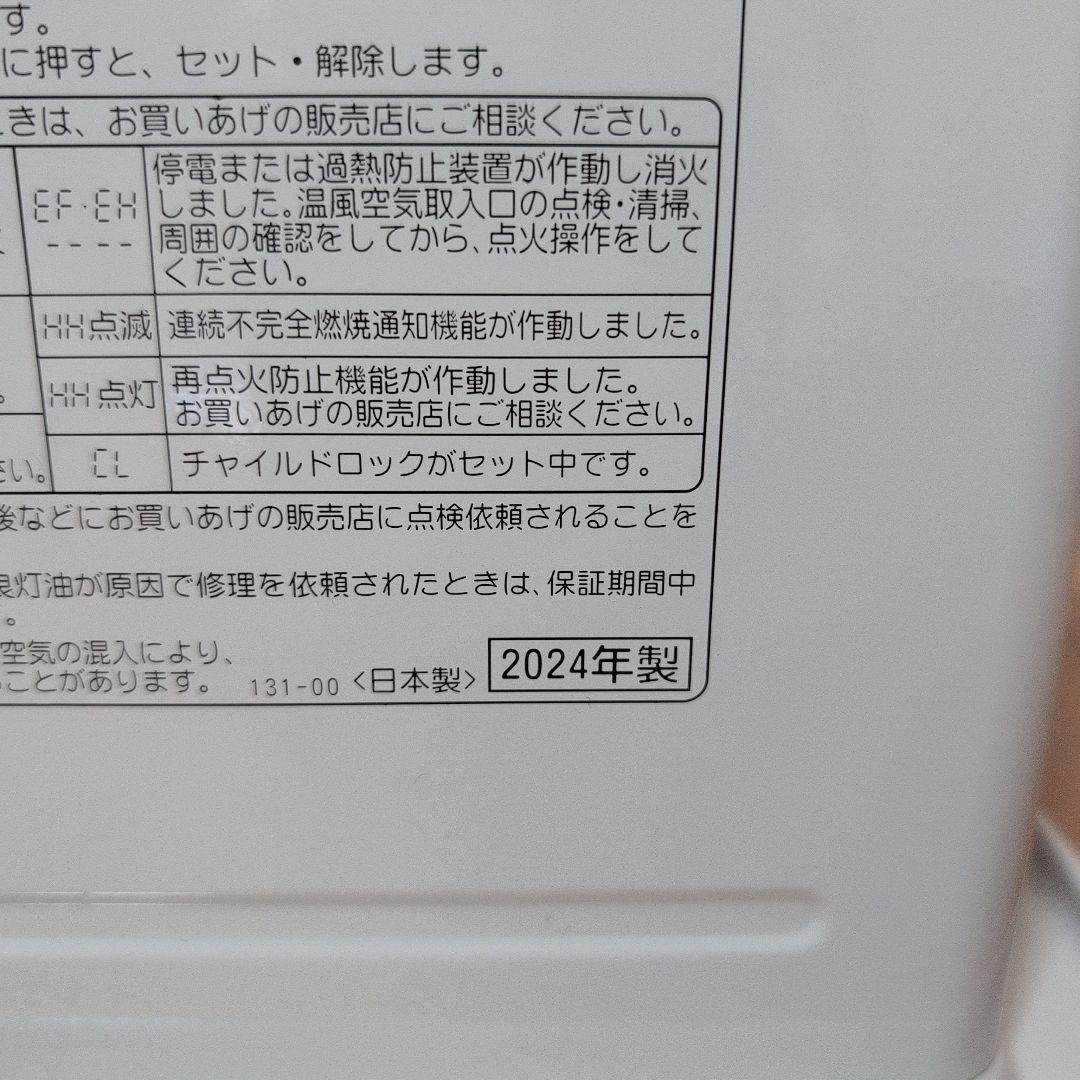 す。
に押すと、セット・解除します。
きは、お買いあげの販売店にご相談ください。
EF・EH
----
停電または過熱防止装置が作動し消火
しました。温風空気取入口の点検・清掃、
周囲の確認をしてから、点火操作をして
ください。
HH点滅 連続不完全燃焼通知機能が作動しました。
。
HH点灯
再点火防止機能が作動しました。
お買いあげの販売店にご相談ください。
さい。 CL チャイルドロックがセット中です。
後などにお買いあげの販売店に点検依頼されることを
良灯油が原因で修理を依頼されたときは、保証期間中
。
空気の混入により、
ことがあります。 131-00 <日本製> 2024年製